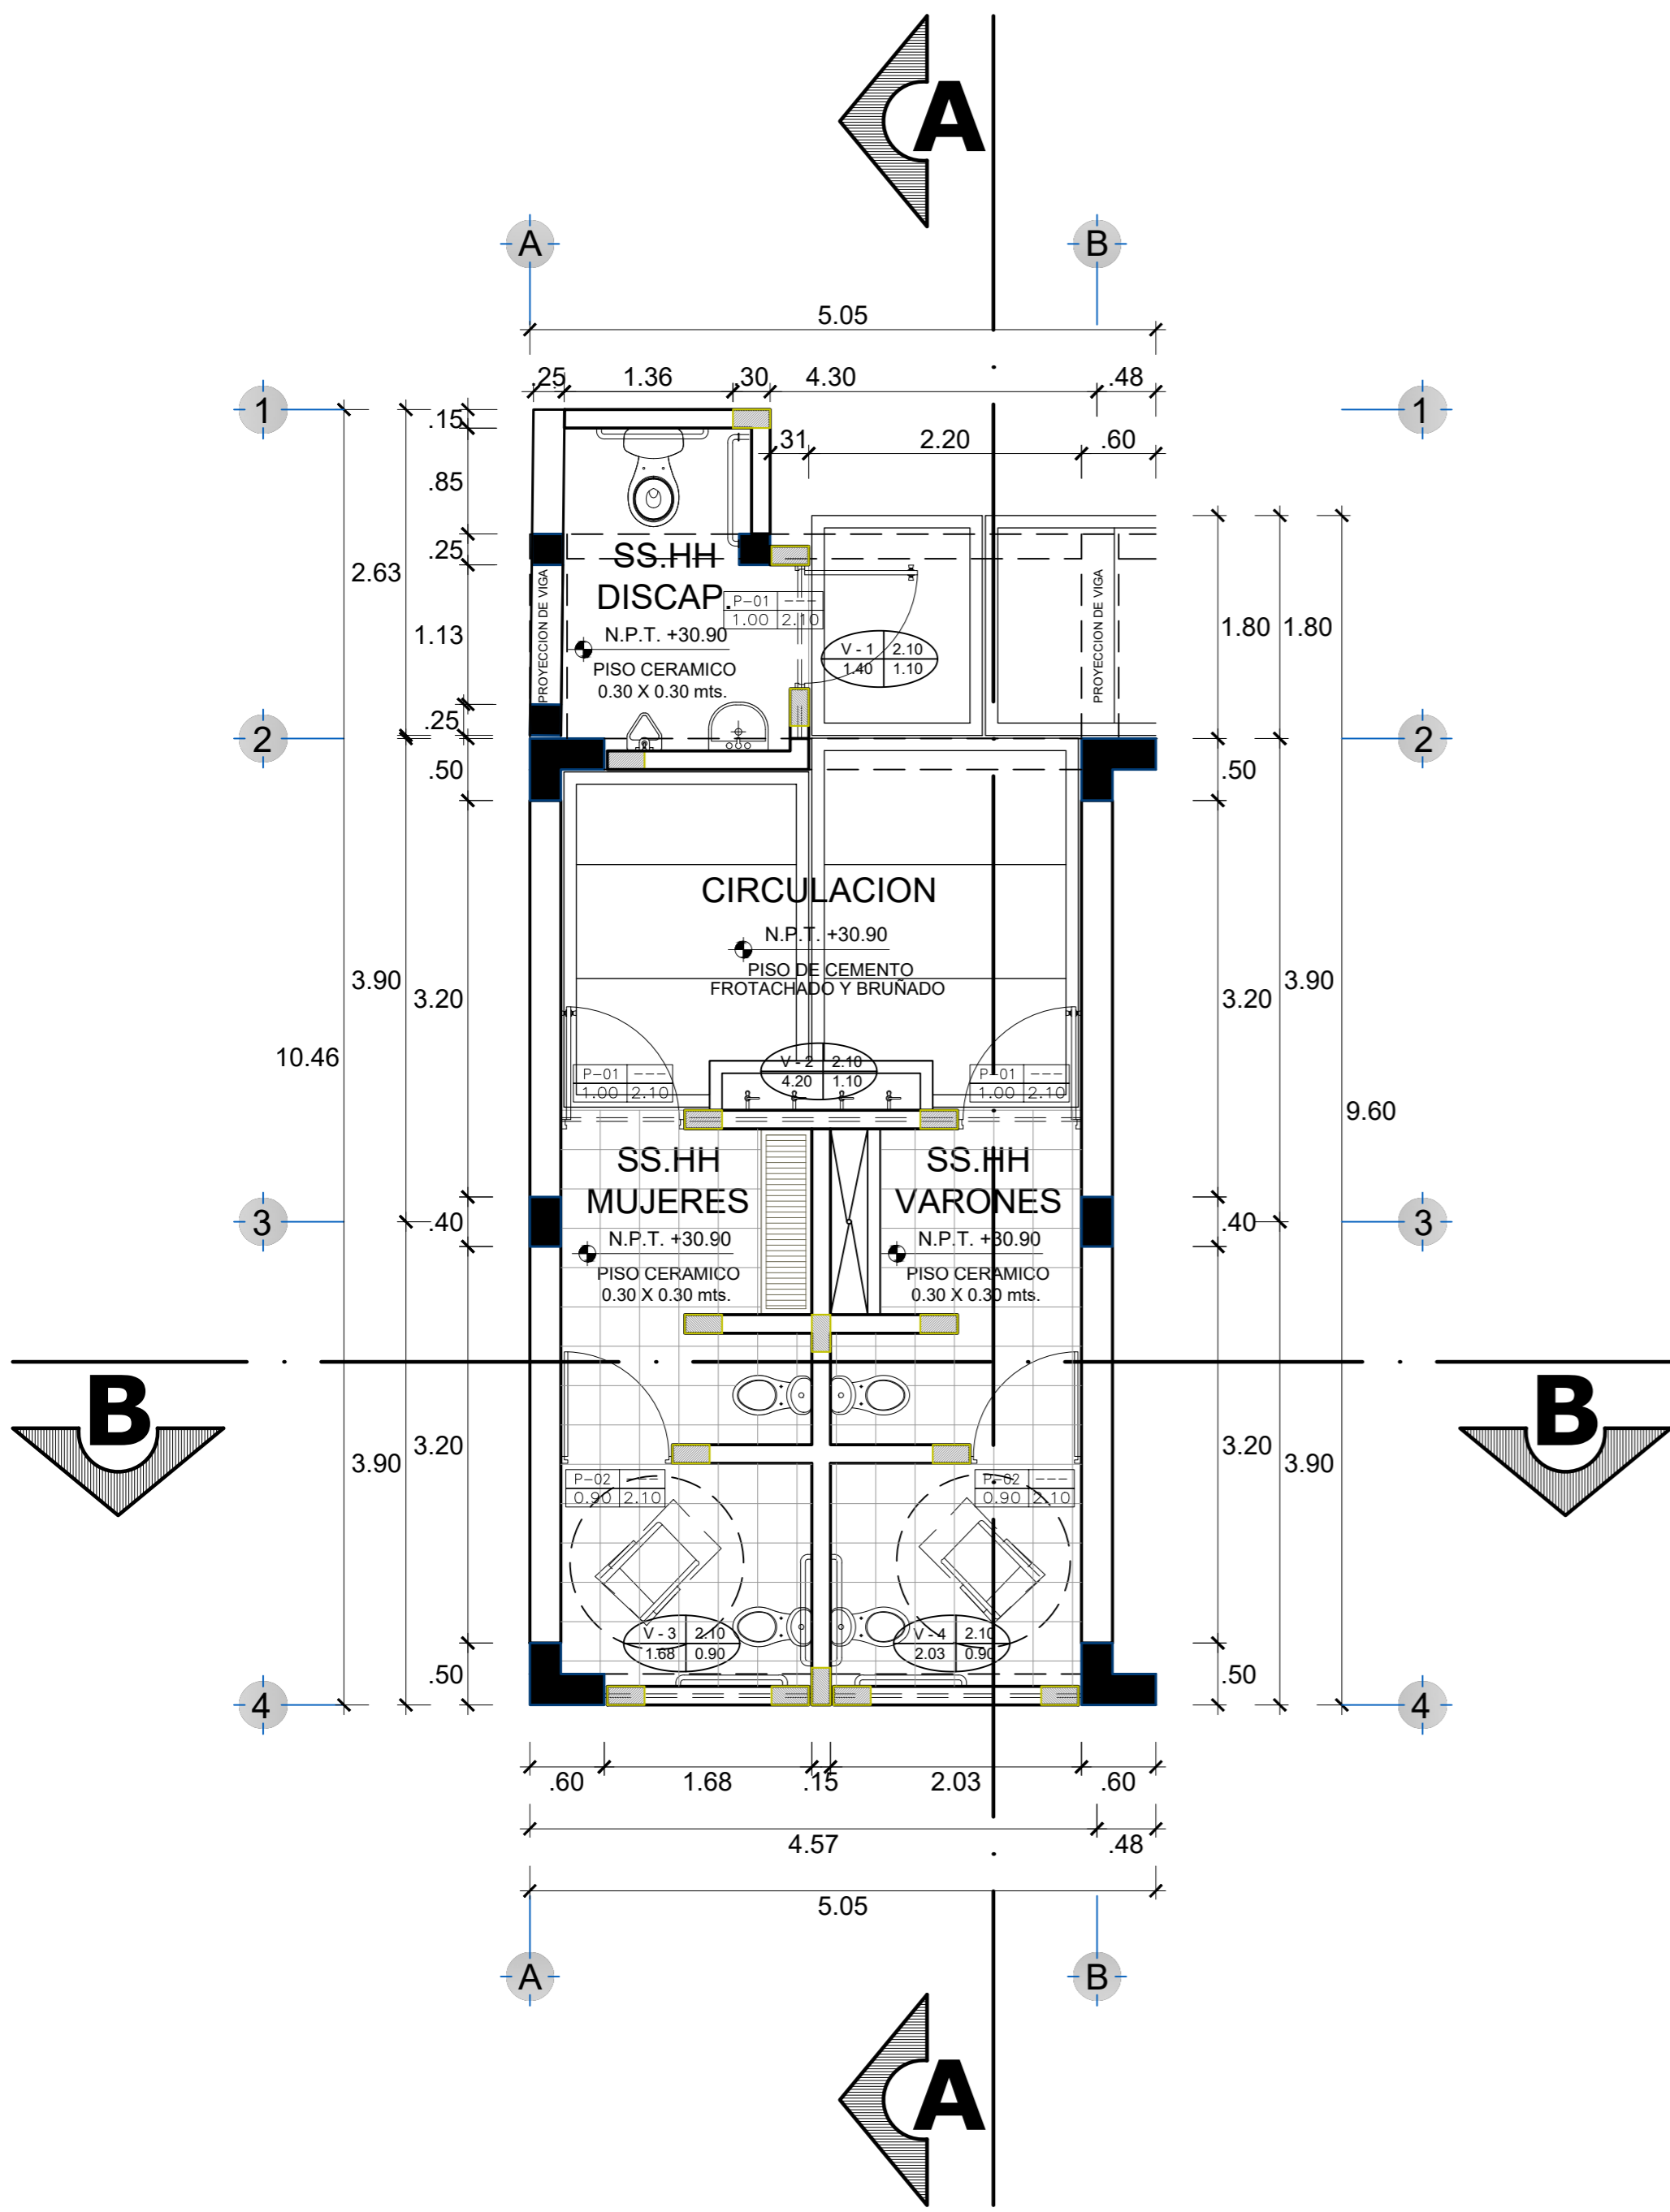 A
A B
5.05
.25 1.36 .30 4.30 .48
1 1
.15
.31 2.20 .60
.85
.25
SS.HH
DISCAP.
2.63
PROYECCION DE VIGA
PROYECCION DE VIGA
P-01 ---
1.00 2.10
N.P.T. +30.90
1.13
1.80 1.80
V - 1 2.10
1.40 1.10
PISO CERAMICO
0.30 X 0.30 mts.
.25
2 2
.50 .50
CIRCULACION
N.P.T. +30.90
PISO DE CEMENTO
FROTACHADO Y BRUÑADO
3.90 3.20
3.20 3.90
10.46
V - 2 2.10
4.20 1.10
P-01 ---
1.00 2.10
P-01 ---
1.00 2.10
9.60
SS.HH
MUJERES
SS.HH
VARONES
3 3
.40 .40
N.P.T. +30.90
N.P.T. +30.90
PISO CERAMICO
0.30 X 0.30 mts.
PISO CERAMICO
0.30 X 0.30 mts.
B B
3.90 3.20
3.20 3.90
P-02 ---
0.90 2.10
P-02 ---
0.90 2.10
V - 3 2.10
1.68 0.90
V - 4 2.10
2.03 0.90
.50 .50
4 4
.60 1.68 .15 2.03 .60
4.57 .48
5.05
A B
A